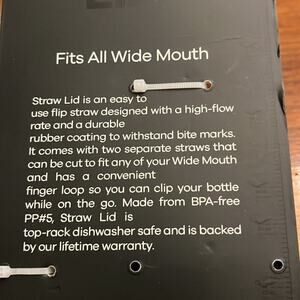 Fits All Wide Mouth
Straw Lid is an easy to
use flip straw designed with a high-flow
rate and a durable
rubber coating to withstand bite marks.
It comes with two separate straws that
can be cut to fit any of your Wide Mouth
and has a convenient
finger loop so you can clip your bottle
while on the go. Made from BPA-free
PP#5, Straw Lid is
top-rack dishwasher safe and is backed
by our lifetime warranty.